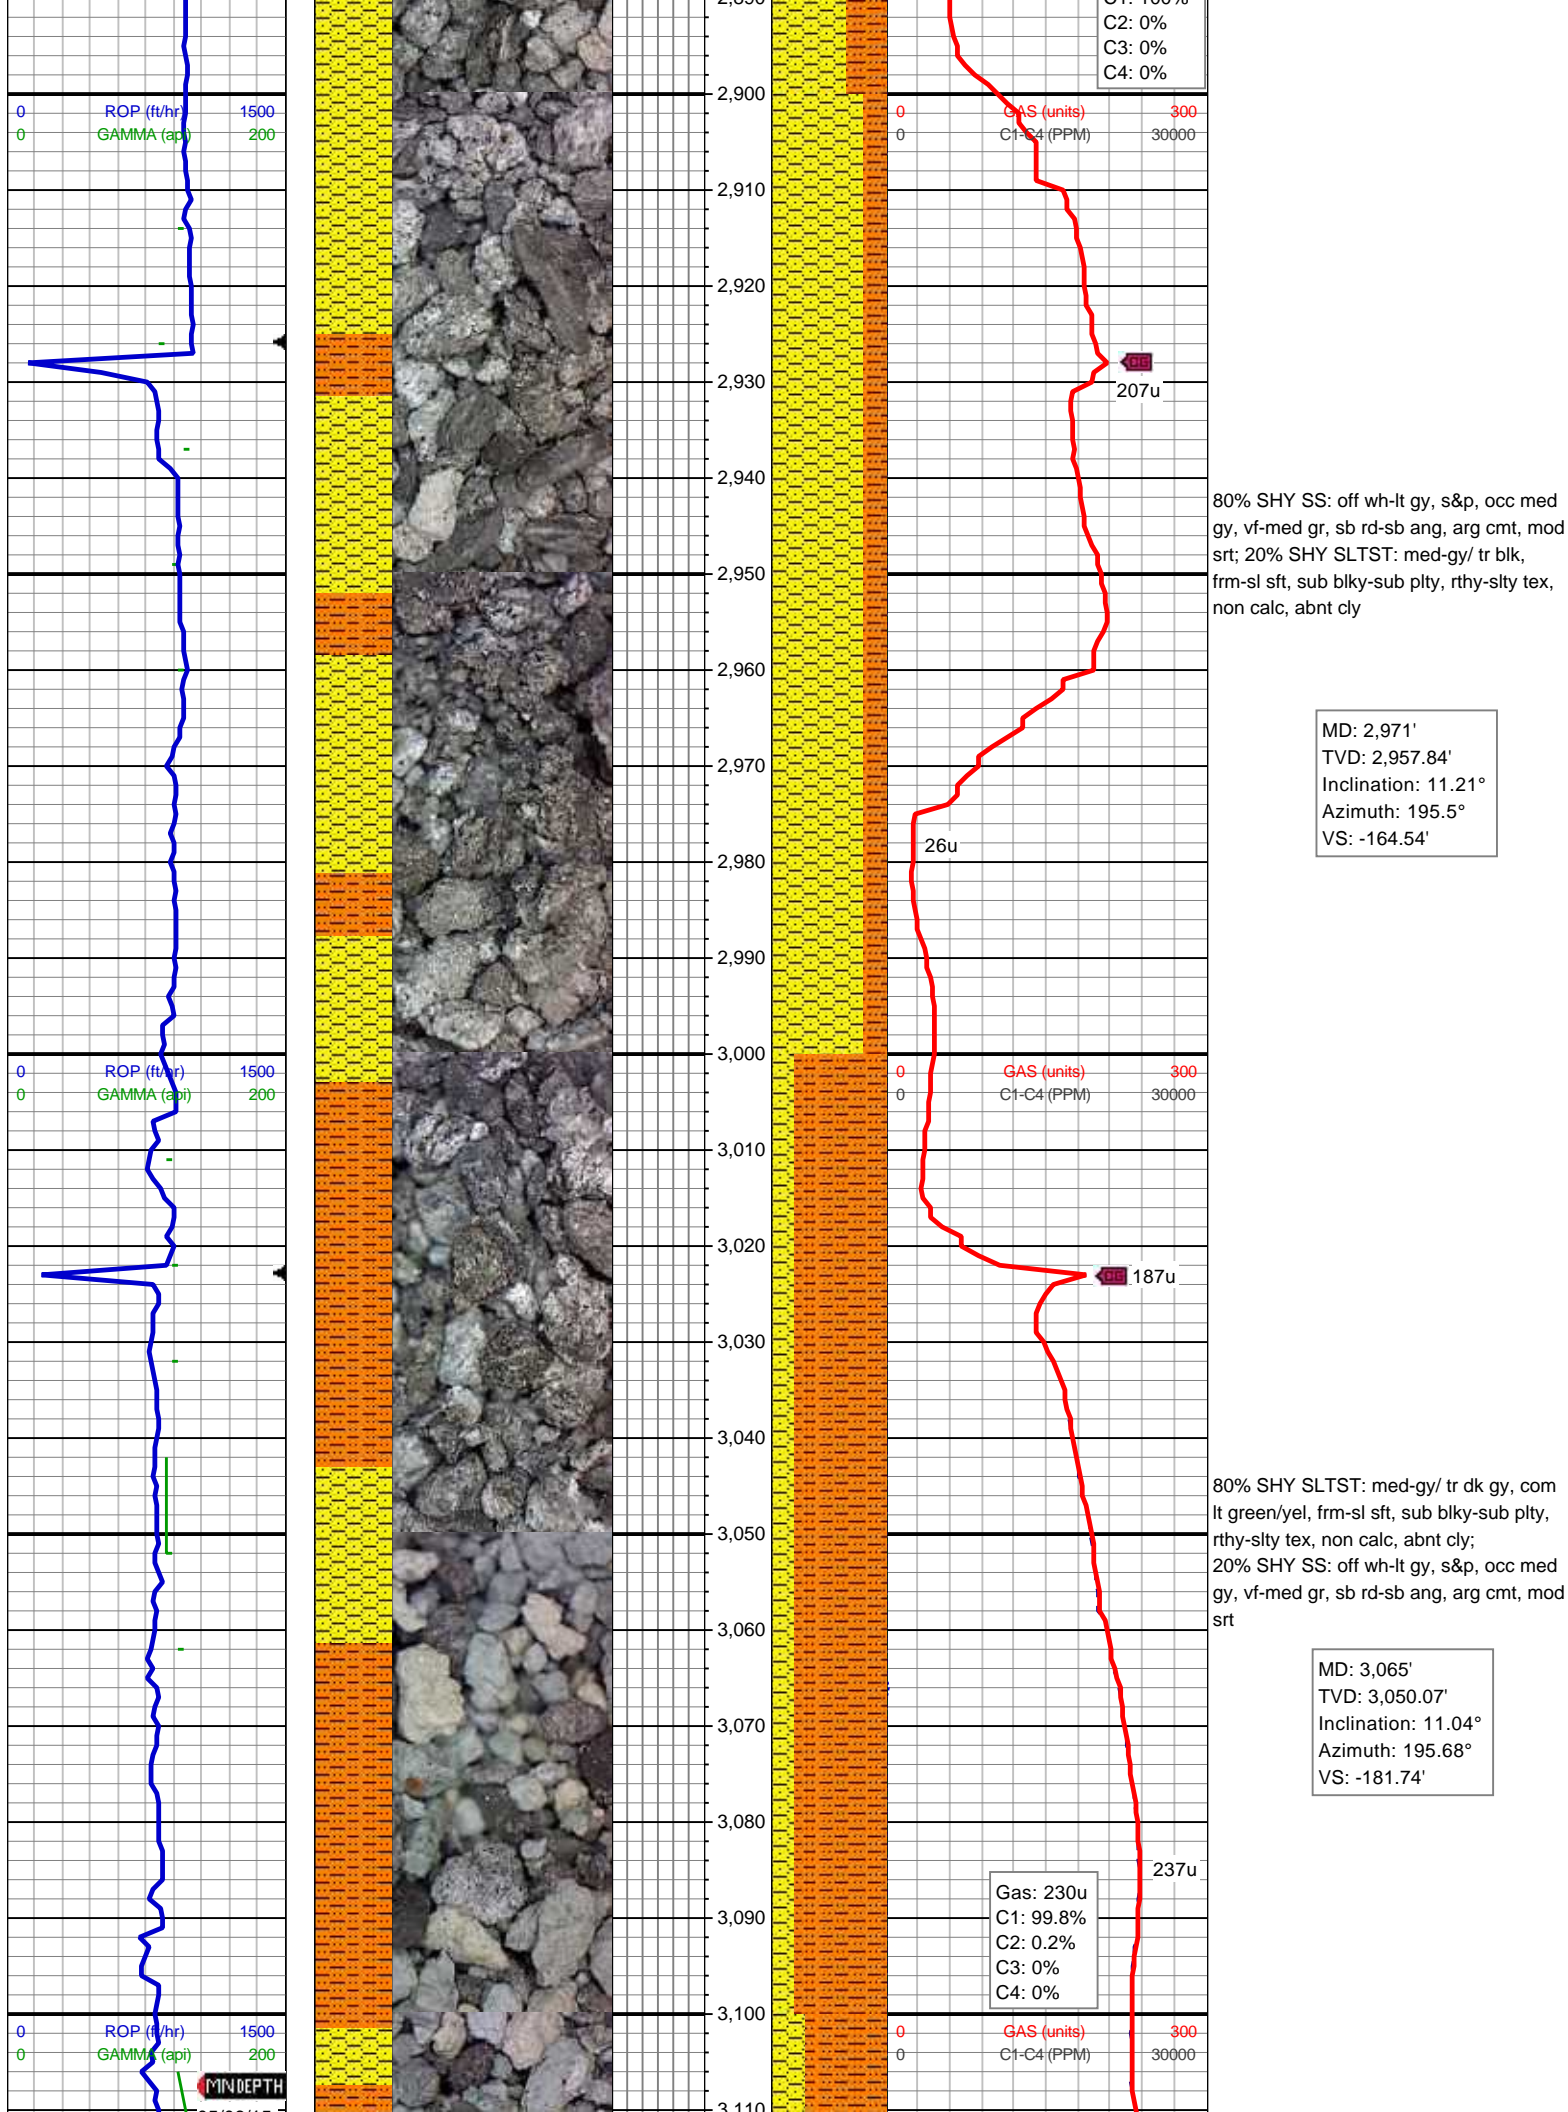 2,890
C1: 100%
C2: 0%
C3: 0%
C4: 0%
2,900
0 ROP (ft/hr) 1500
0 GAMMA (api) 200
0 GAS (units) 300
0 C1-C4 (PPM) 30000
2,910
2,920
CG
2,930
207u
2,940
80% SHY SS: off wh-lt gy, s&p, occ med
gy, vf-med gr, sb rd-sb ang, arg cmt, mod
srt; 20% SHY SLTST: med-gy/ tr blk,
frm-sl sft, sub blky-sub plty, rthy-slty tex,
non calc, abnt cly
2,950
2,960
MD: 2,971'
TVD: 2,957.84'
Inclination: 11.21°
Azimuth: 195.5°
VS: -164.54'
2,970
26u
2,980
2,990
3,000
0 ROP (ft/hr) 1500
0 GAMMA (api) 200
0 GAS (units) 300
0 C1-C4 (PPM) 30000
3,010
3,020
CG 187u
3,030
3,040
80% SHY SLTST: med-gy/ tr dk gy, com
lt green/yel, frm-sl sft, sub blky-sub plty,
rthy-slty tex, non calc, abnt cly;
20% SHY SS: off wh-lt gy, s&p, occ med
gy, vf-med gr, sb rd-sb ang, arg cmt, mod
srt
3,050
3,060
MD: 3,065'
TVD: 3,050.07'
Inclination: 11.04°
Azimuth: 195.68°
VS: -181.74'
3,070
3,080
237u
Gas: 230u
C1: 99.8%
C2: 0.2%
C3: 0%
C4: 0%
3,090
3,100
0 ROP (ft/hr) 1500
0 GAMMA (api) 200
0 GAS (units) 300
0 C1-C4 (PPM) 30000
MNDEPTH
3,110